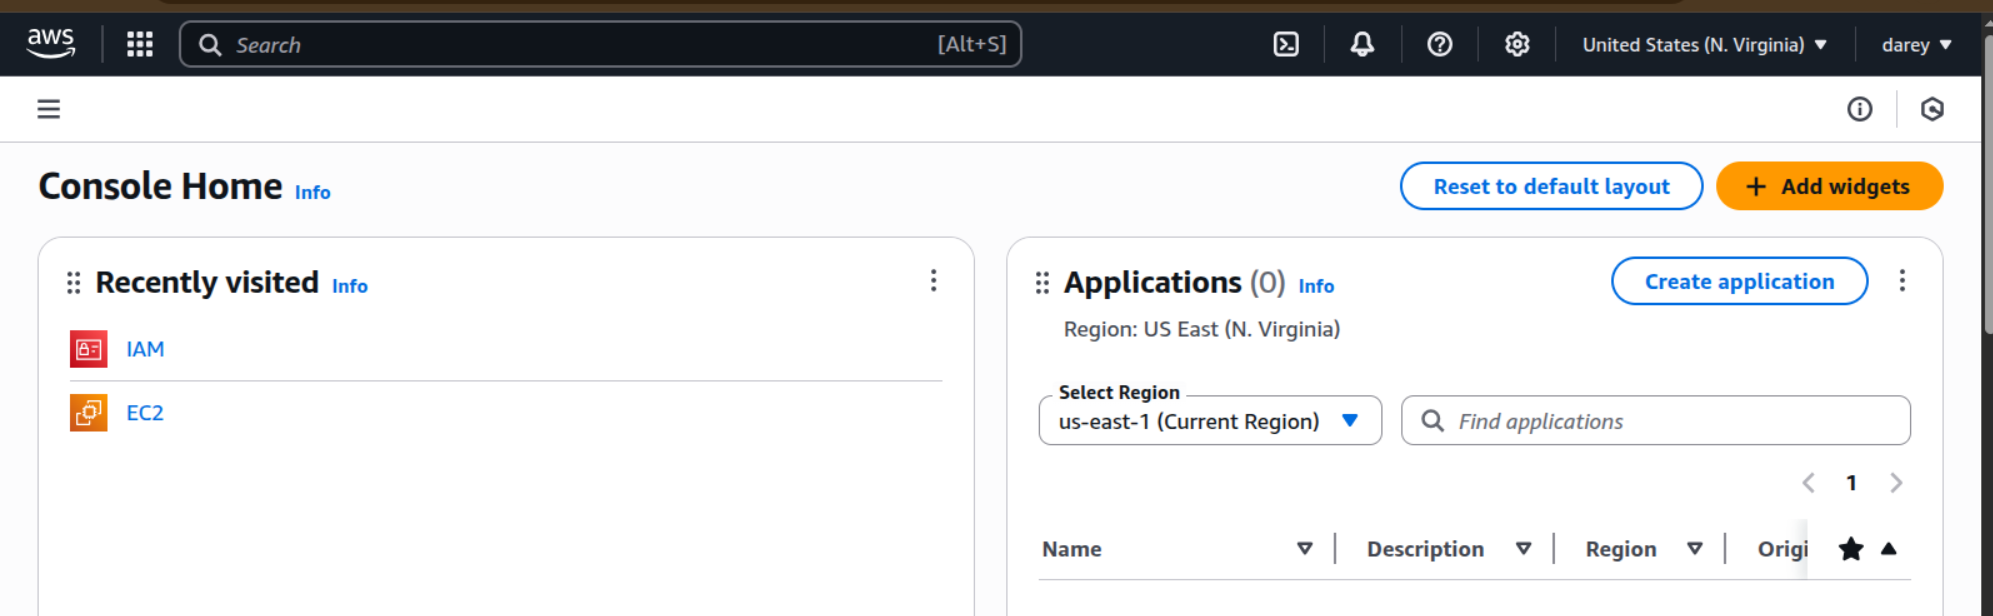 aws
Search [Alt+S]
United States (N. Virginia)
darey
Console Home Info
Reset to default layout
Add widgets
Recently visited Info
IAM
EC2
Applications (0) Info
Create application
Region: US East (N. Virginia)
Select Region
us-east-1 (Current Region)
Find applications
1
Name Description Region Origi